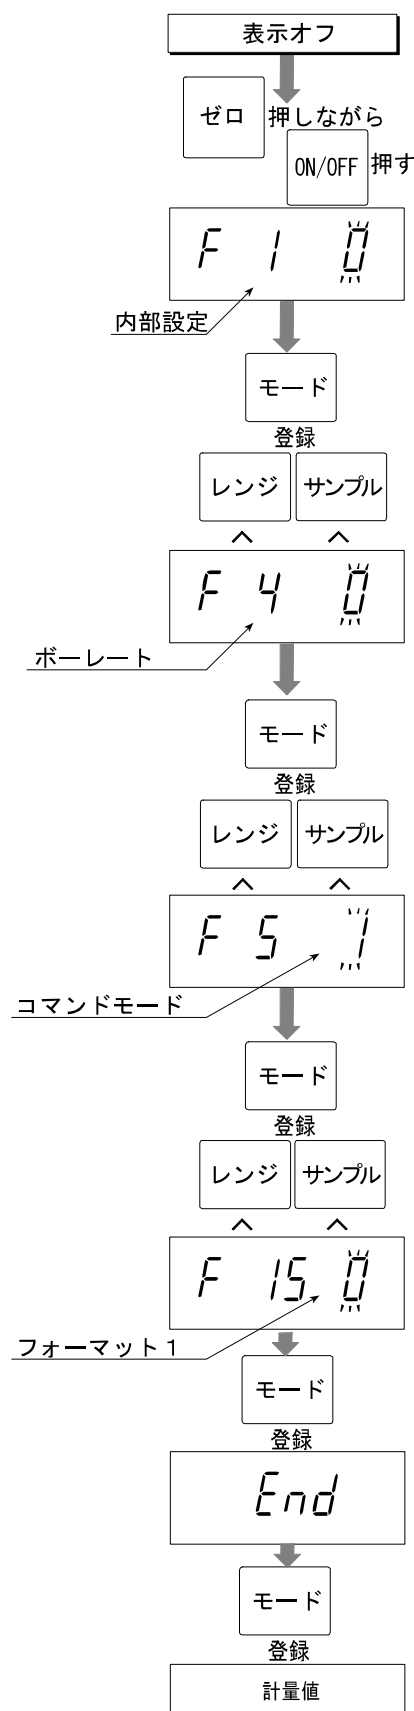 表示オフ
ゼロ 押しながら
ON/OFF 押す
F 1 0
内部設定
モード
登録
レンジ サンプル
F 4 0
ボーレート
モード
登録
レンジ サンプル
F 5 1
コマンドモード
モード
登録
レンジ サンプル
F 15 0
フォーマット1
モード
登録
End
モード
登録
計量値